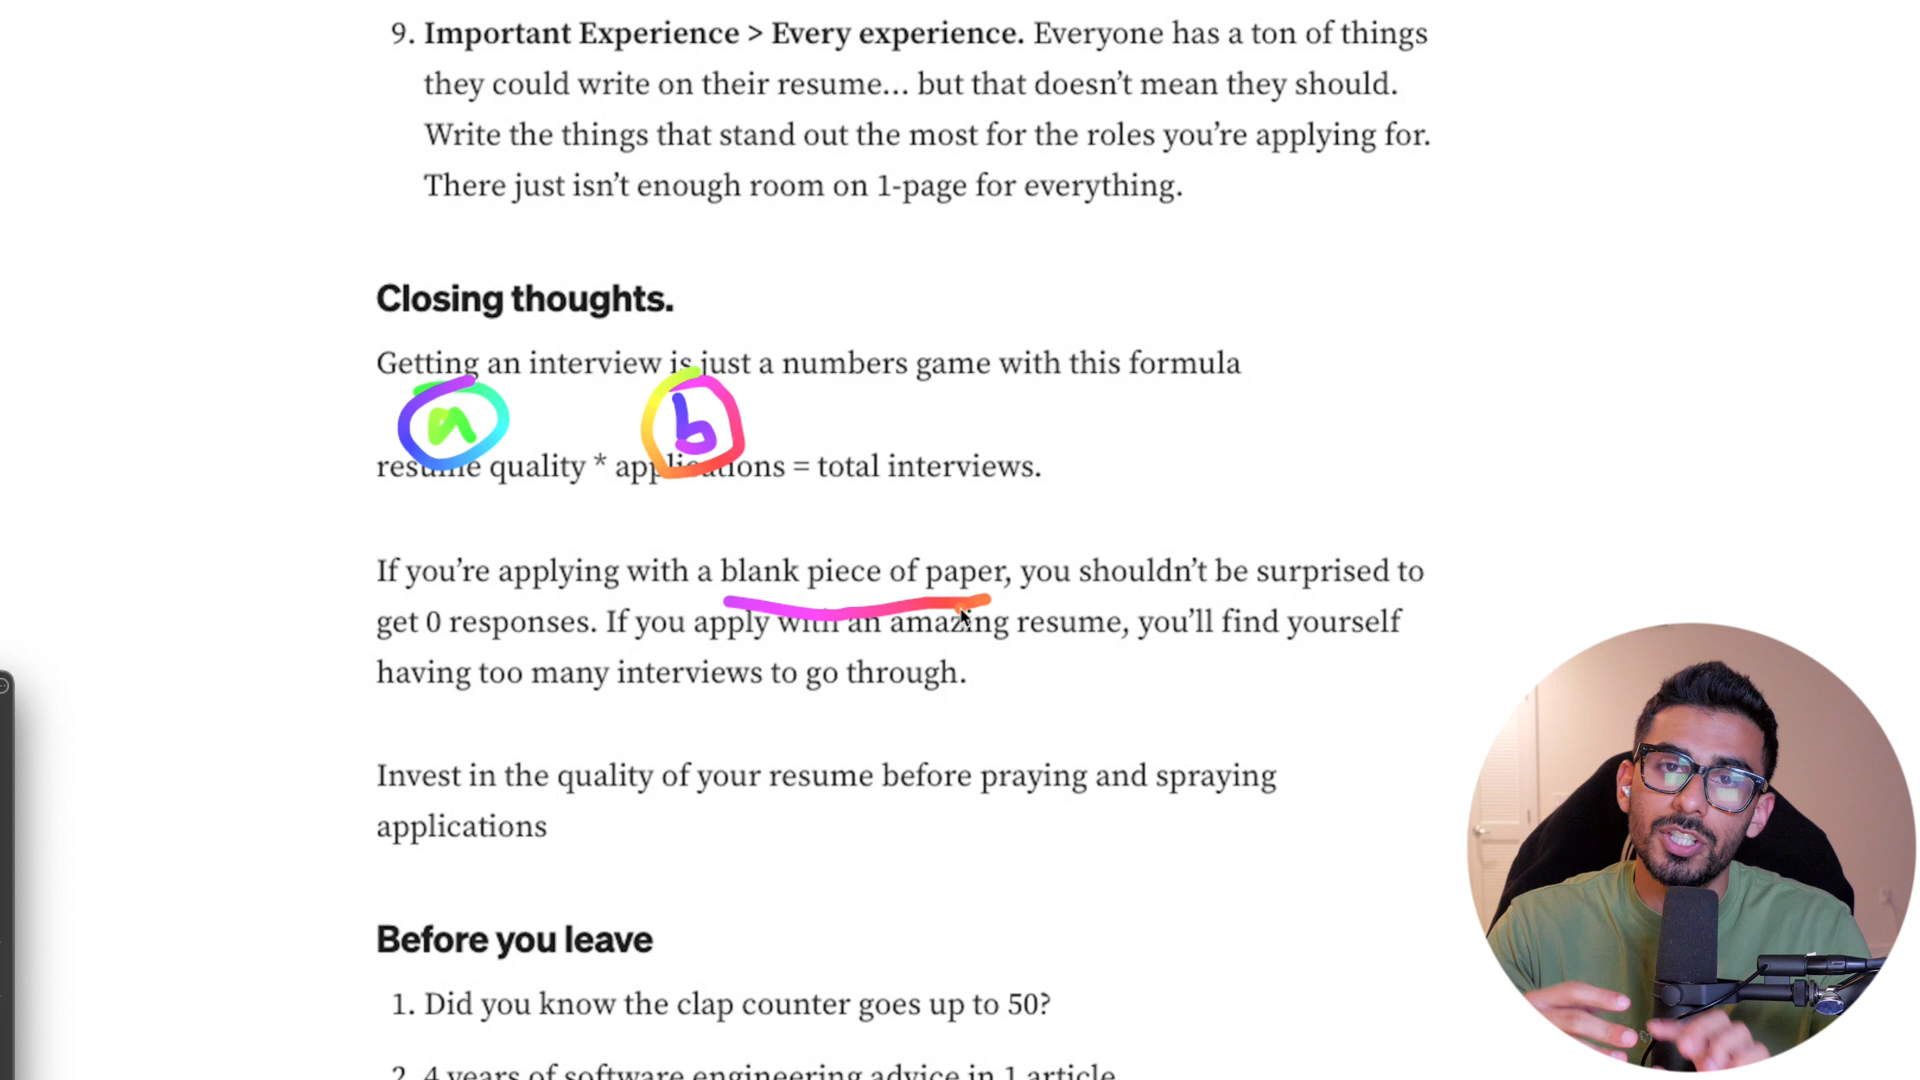 9. Important Experience > Every experience. Everyone has a ton of things
they could write on their resume... but that doesn’t mean they should.
Write the things that stand out the most for the roles you’re applying for.
There just isn’t enough room on 1-page for everything.
Closing thoughts.
Getting an interview is just a numbers game with this formula
a b
resume quality * applications = total interviews.
If you’re applying with a blank piece of paper, you shouldn’t be surprised to
get 0 responses. If you apply with an amazing resume, you’ll find yourself
having too many interviews to go through.
Invest in the quality of your resume before praying and spraying
applications
Before you leave
1. Did you know the clap counter goes up to 50?
2. 4 years of software engineering advice in 1 article